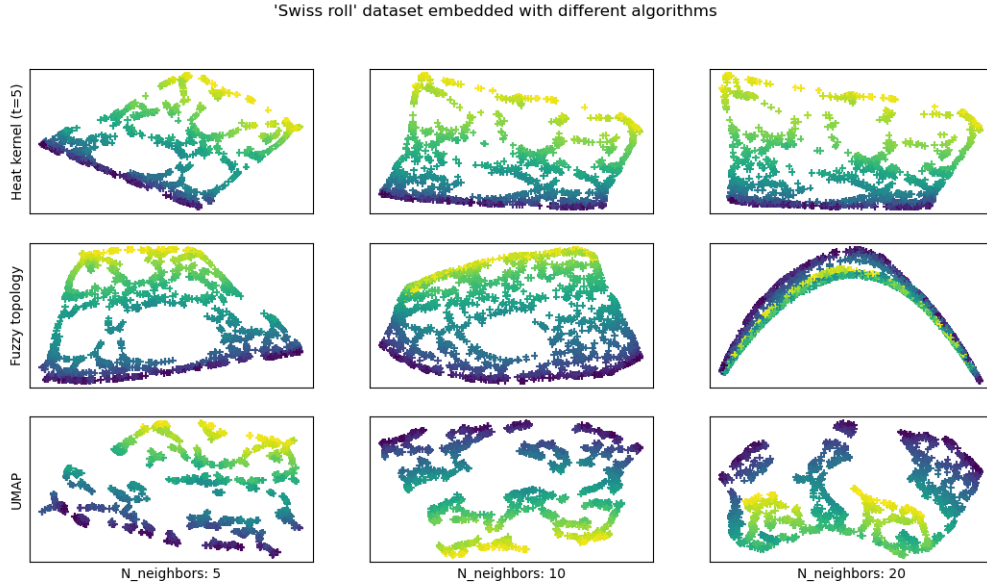 'Swiss roll' dataset embedded with different algorithms
Heat kernel (t=5)
Fuzzy topology
UMAP
N_neighbors: 5
N_neighbors: 10
N_neighbors: 20